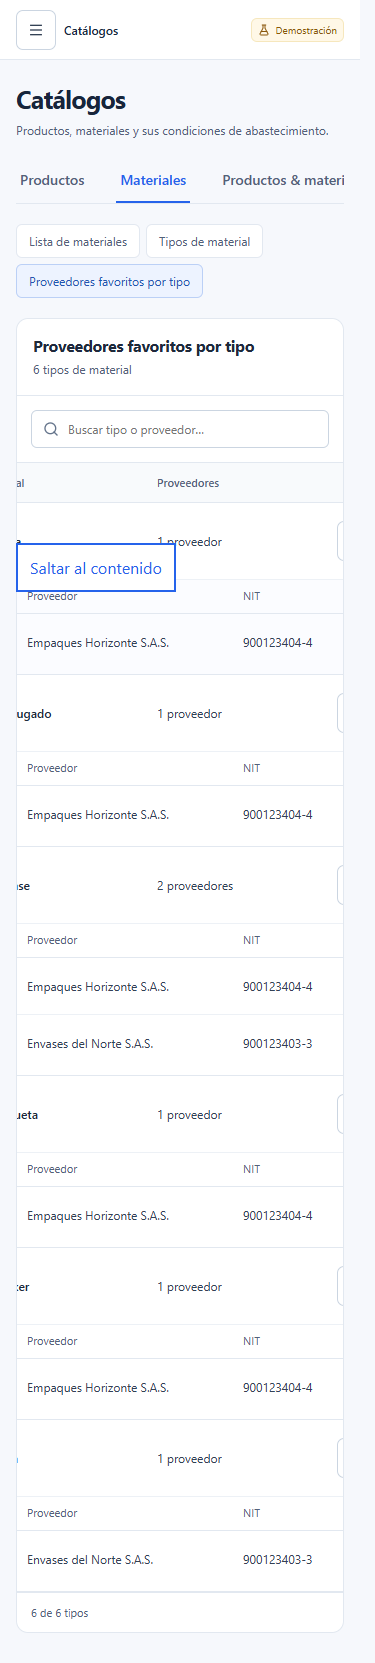 Catálogos
Demostración
Catálogos
Productos, materiales y sus condiciones de abastecimiento.
Productos Materiales Productos & materi
Lista de materiales Tipos de material
Proveedores favoritos por tipo
Proveedores favoritos por tipo
6 tipos de material
Buscar tipo o proveedor...
al Proveedores
a 1 proveedor
Saltar al contenido
Proveedor NIT
Empaques Horizonte S.A.S. 900123404-4
ugado 1 proveedor
Proveedor NIT
Empaques Horizonte S.A.S. 900123404-4
se 2 proveedores
Proveedor NIT
Empaques Horizonte S.A.S. 900123404-4
Envases del Norte S.A.S. 900123403-3
ueta 1 proveedor
Proveedor NIT
Empaques Horizonte S.A.S. 900123404-4
er 1 proveedor
Proveedor NIT
Empaques Horizonte S.A.S. 900123404-4
1 proveedor
Proveedor NIT
Envases del Norte S.A.S. 900123403-3
6 de 6 tipos